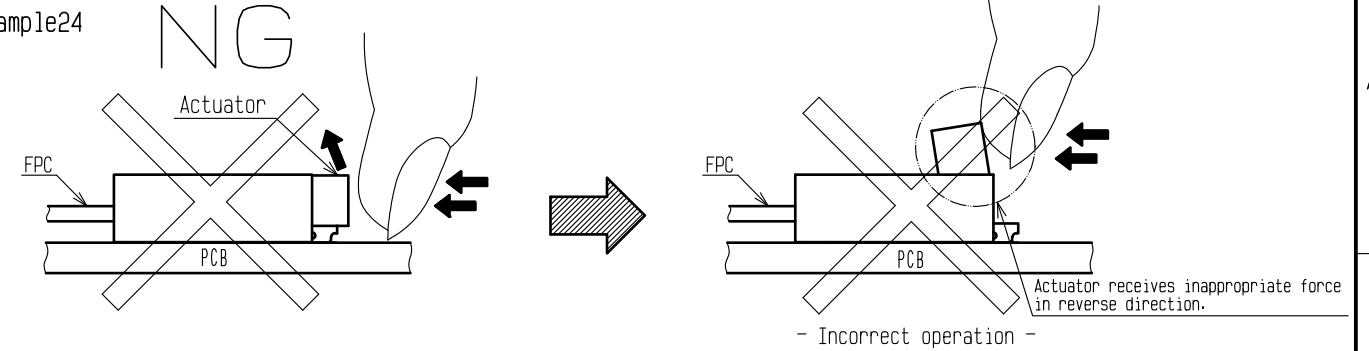 ample24
NG
Actuator
FPC
PCB
FPC
PCB
Actuator receives inappropriate force
in reverse direction.
- Incorrect operation -